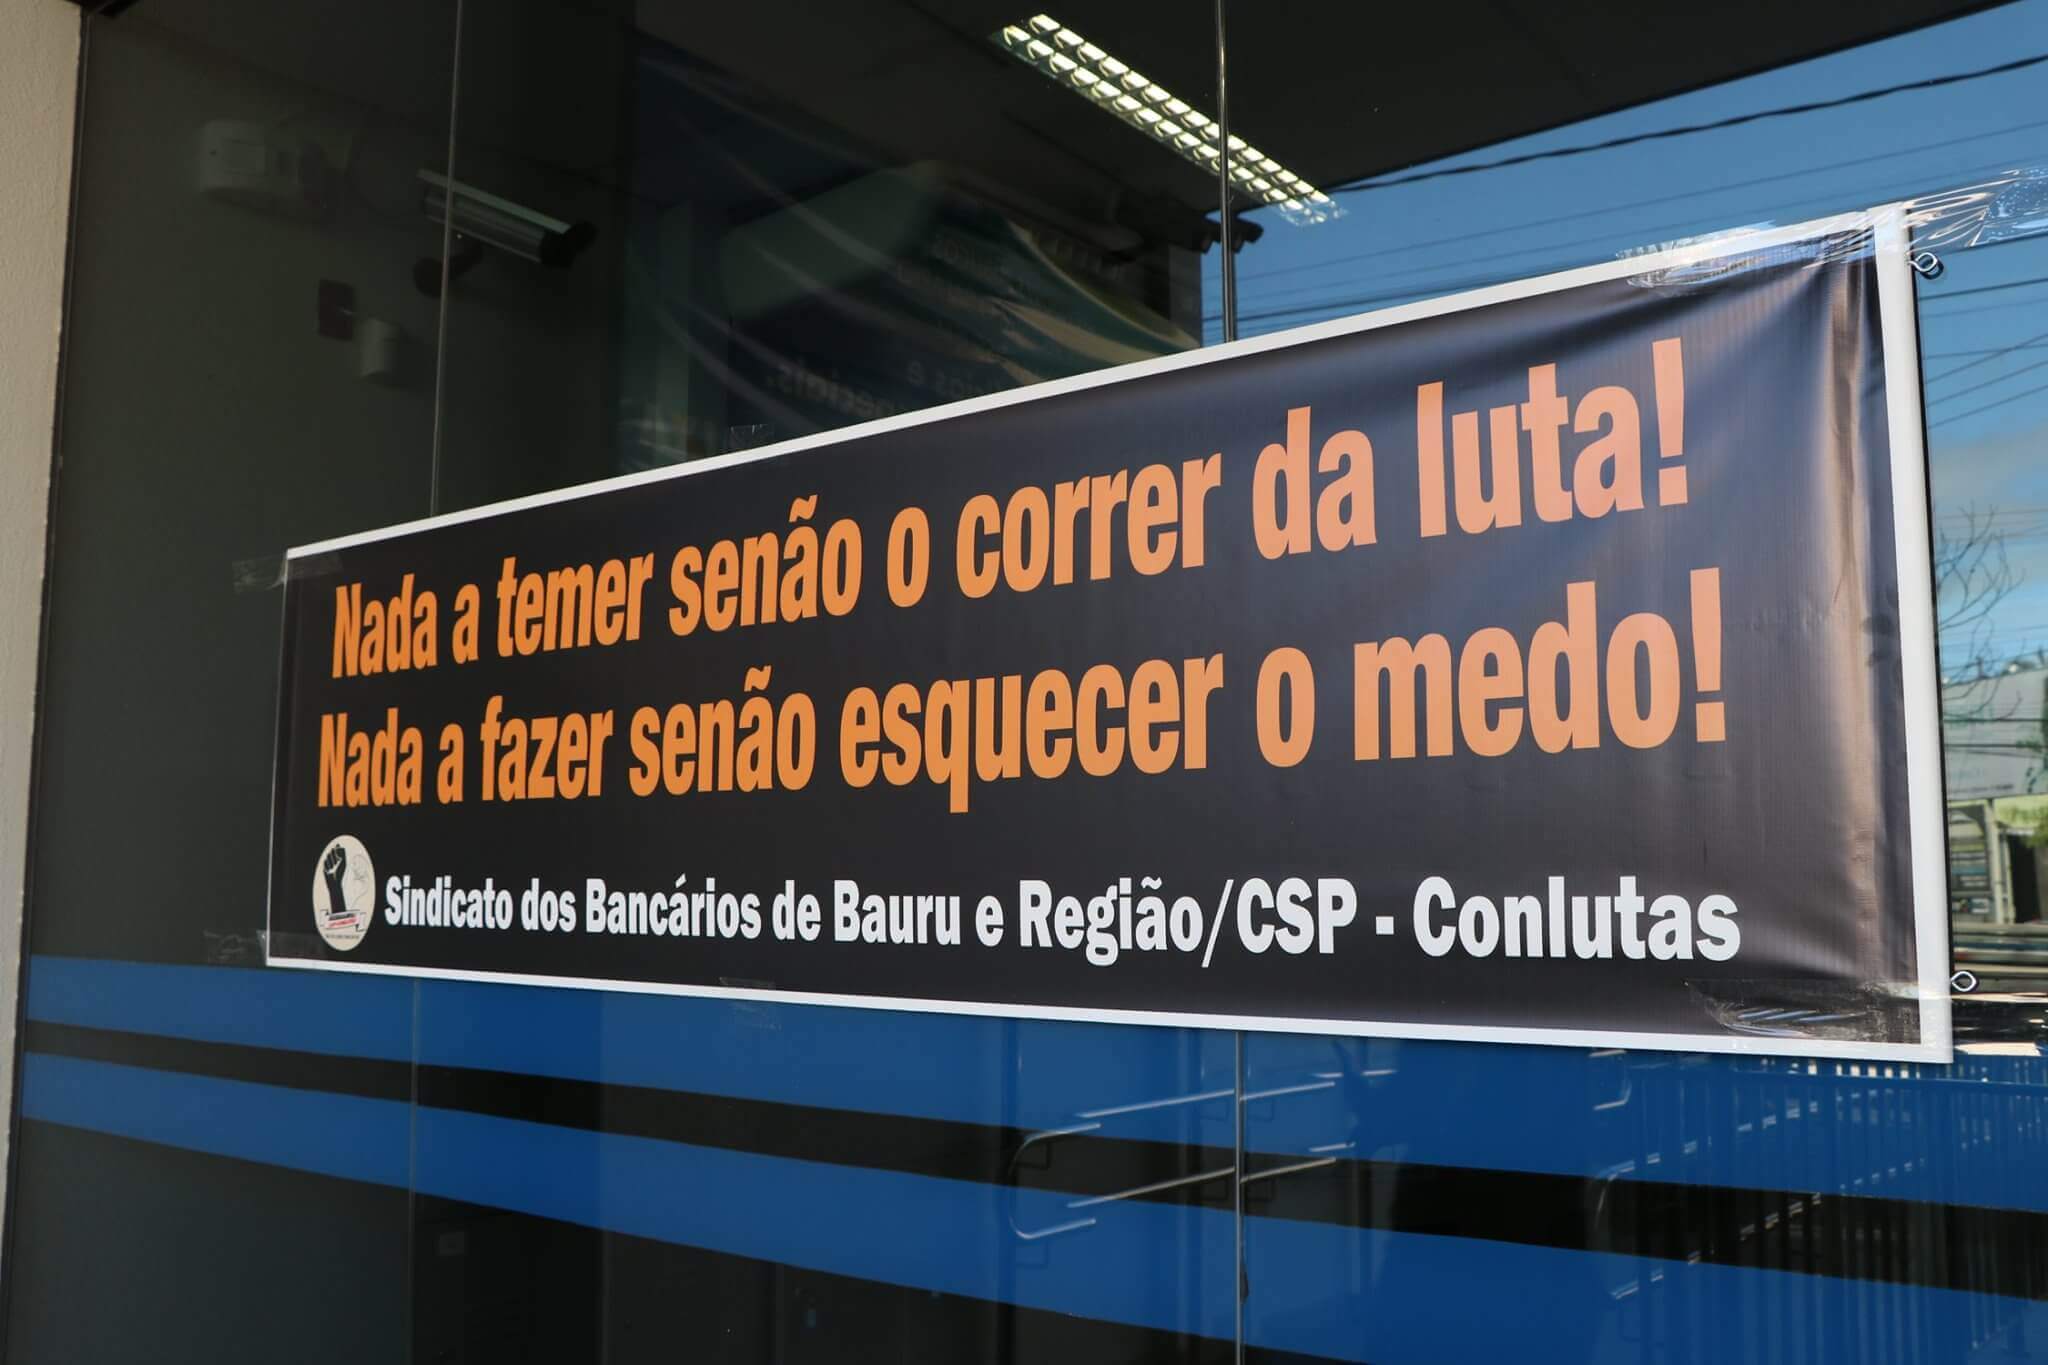 Nada a temer senão o correr da luta!
Nada a fazer senão esquecer o medo!
Sindicato dos Bancários de Bauru e Região/CSP - Conlutas